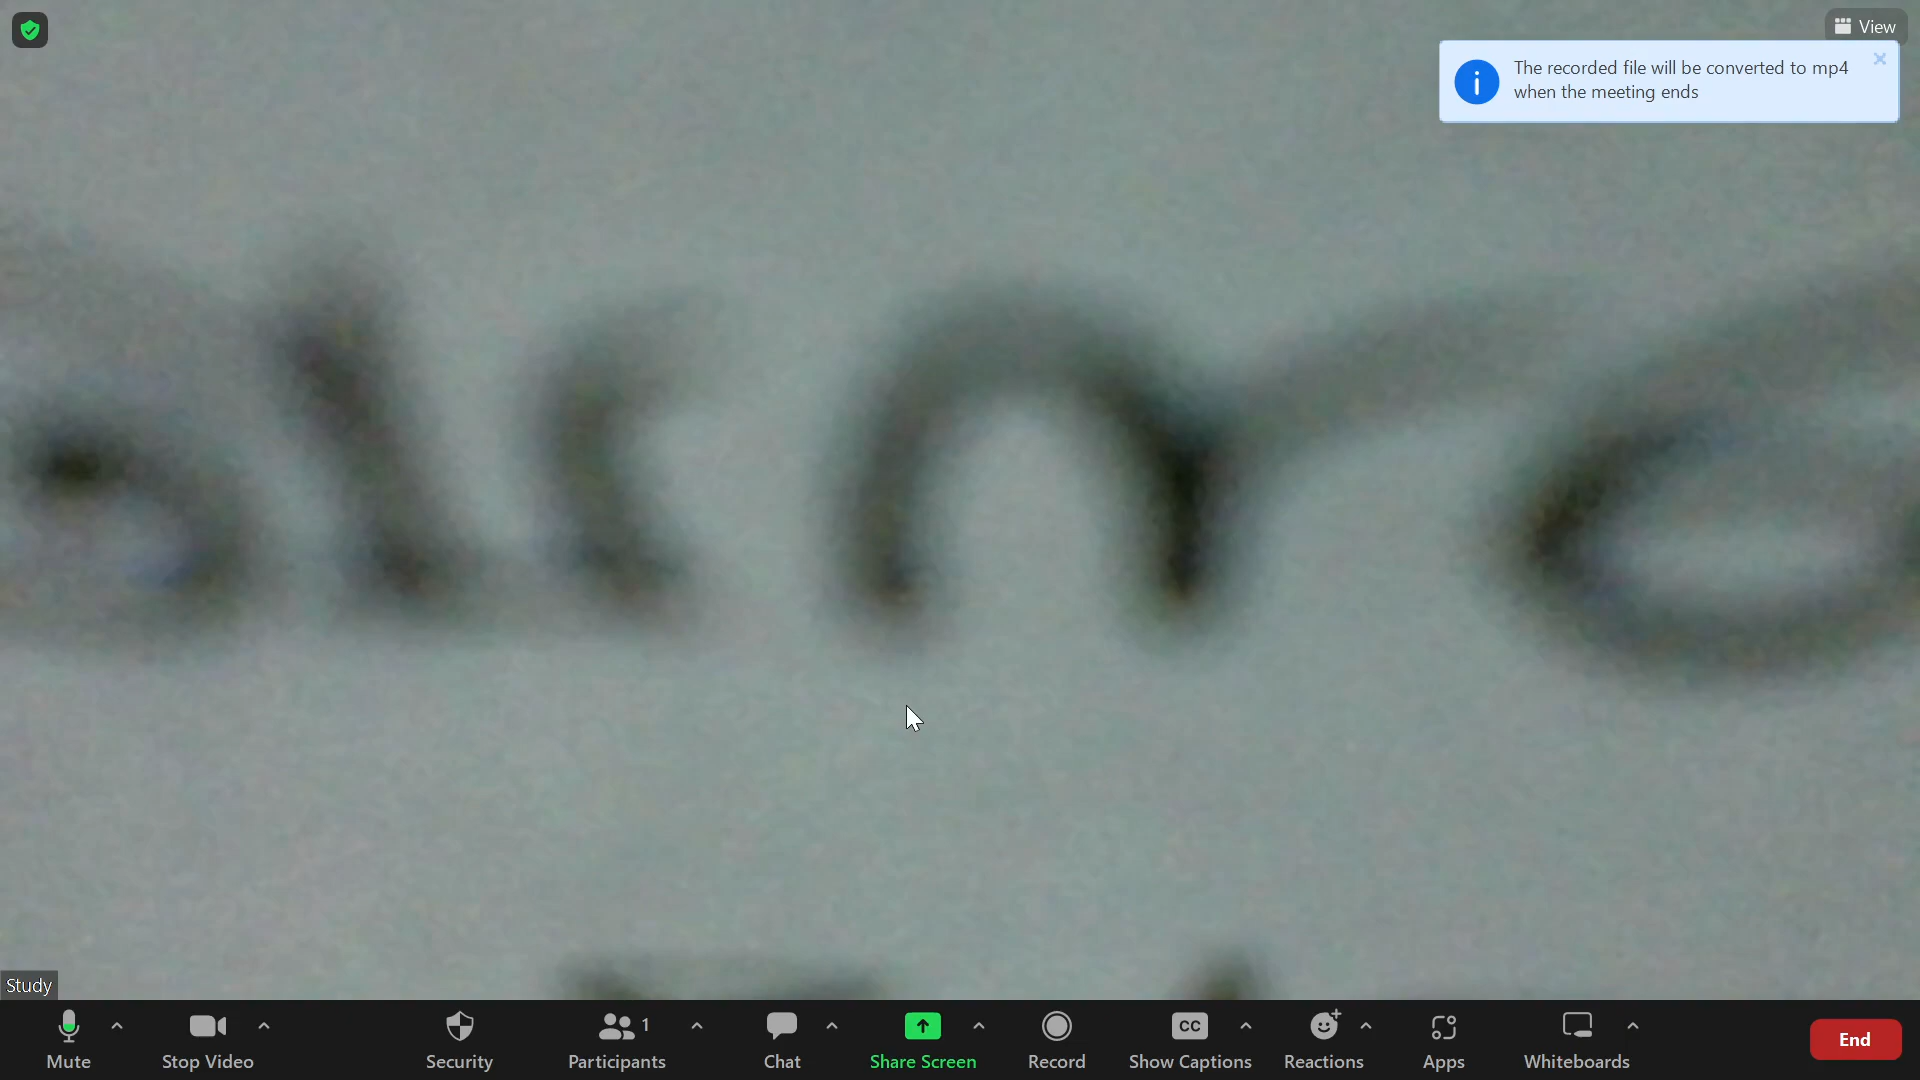 View
The recorded file will be converted to mp4
when the meeting ends
Study
Mute
Stop Video
Security
1
Participants
Chat
Share Screen
Record
CC
Show Captions
Reactions
Apps
Whiteboards
End